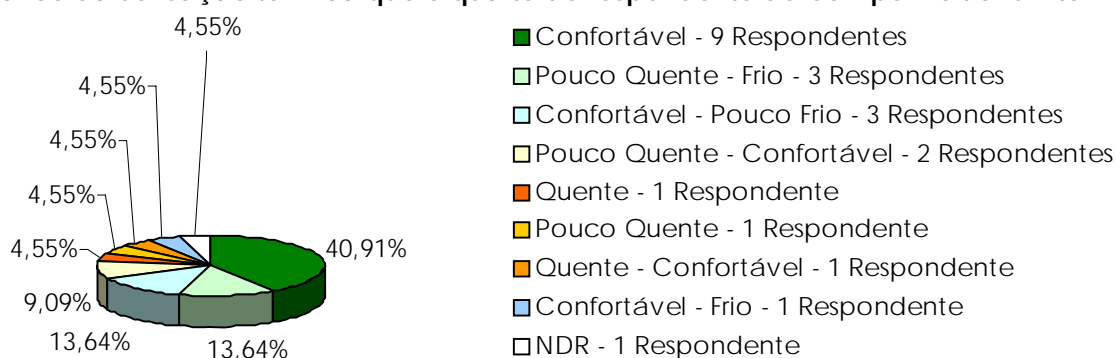 4,55%
4,55%
4,55%
4,55%
4,55%
9,09%
13,64%
13,64%
40,91%
Confortável - 9 Respondentes
Pouco Quente - Frio - 3 Respondentes
Confortável - Pouco Frio - 3 Respondentes
Pouco Quente - Confortável - 2 Respondentes
Quente - 1 Respondente
Pouco Quente - 1 Respondente
Quente - Confortável - 1 Respondente
Confortável - Frio - 1 Respondente
NDR - 1 Respondente